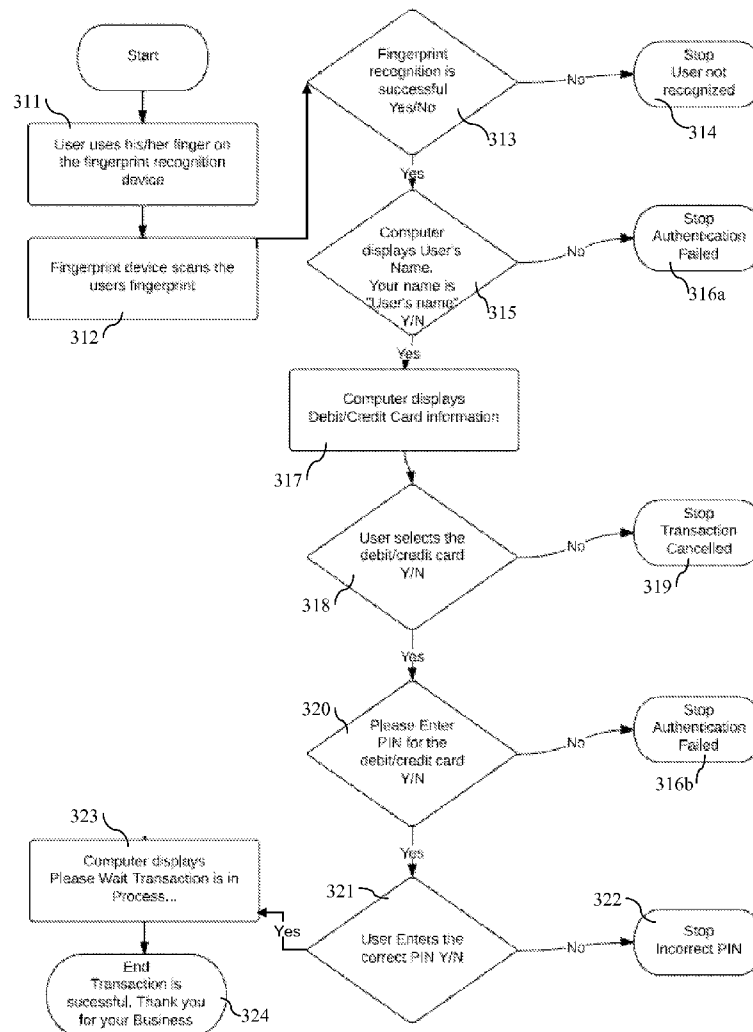 Start
311
User uses his/her finger on
the fingerprint recognition
device
Fingerprint device scans the
users fingerprint
312
Fingerprint
recognition is
successful
Yes/No
313
No
Stop
User not
recognized
314
Yes
Computer
displays User's
Name.
Your name is
"User's name"
Y/N
315
No
Stop
Authentication
Failed
316a
Yes
Computer displays
Debit/Credit Card information
317
User selects the
debit/credit card
Y/N
318
No
Stop
Transaction
Cancelled
319
Yes
320
Please Enter
PIN for the
debit/credit card
Y/N
No
Stop
Authentication
Failed
316b
Yes
321
User Enters the
correct PIN Y/N
No
322
Stop
Incorrect PIN
Yes
323
Computer displays
Please Wait Transaction is in
Process...
End
Transaction is
sucessful. Thank you
for your Business
324